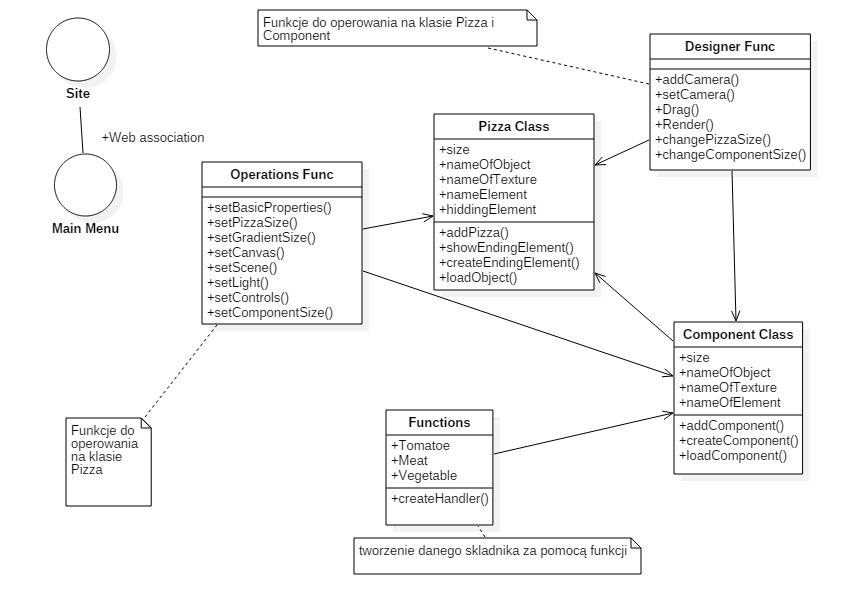 Funkcje do operowania na klasie Pizza i
Component
Site
+Web association
Main Menu
Operations Func
+setBasicProperties()
+setPizzaSize()
+setGradientSize()
+setCanvas()
+setScene()
+setLight()
+setControls()
+setComponentSize()
Funkcje do
operowania
na klasie
Pizza
Pizza Class
+size
+nameOfObject
+nameOfTexture
+nameElement
+hiddingElement
+addPizza()
+showEndingElement()
+createEndingElement()
+loadObject()
Designer Func
+addCamera()
+setCamera()
+Drag()
+Render()
+changePizzaSize()
+changeComponentSize()
Component Class
+size
+nameOfObject
+nameOfTexture
+nameOfElement
+addComponent()
+createComponent()
+loadComponent()
Functions
+Tomatoe
+Meat
+Vegetable
+createHandler()
tworzenie danego skladnika za pomocą funkcji